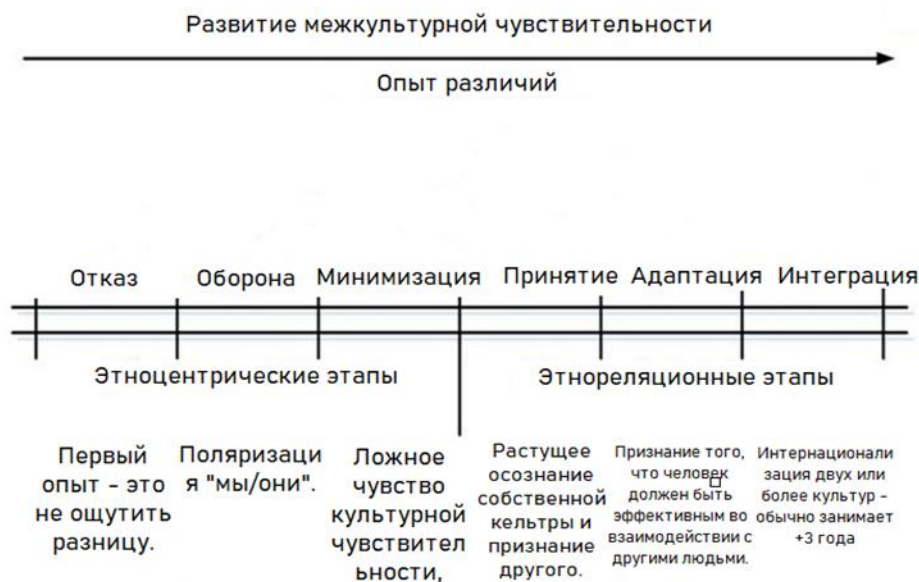 Развитие межкультурной чувствительности
Опыт различий
Отказ Оборона Минимизация Принятие Адаптация Интеграция
Этноцентрические этапы Этнореляционные этапы
Первый
опыт - это
не ощутить
разницу.
Поляризаци
я "мы/они".
Ложное
чувство
культурной
чувствител
ьности,
Растущее
осознание
собственной
кельтры и
признание
другого.
Признание того,
что человек
должен быть
эффективным во
взаимодействии с
другими людьми.
Интернационали
зация двух или
более культур -
обычно занимает
+3 года